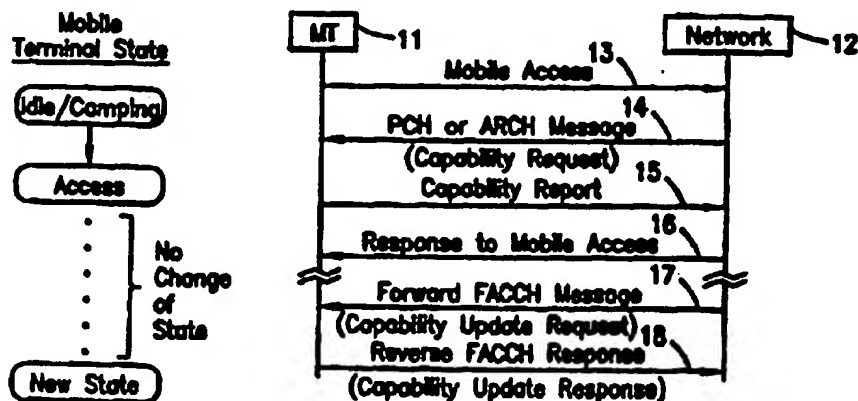 Mobile
Terminal State
Idle/Camping
Access
No
Change
of
State
New State
MT
11
Network
12
Mobile Access
13
PCH or ARCH Message
14
(Capability Request)
Capability Report
15
Response to Mobile Access
16
Forward FACCH Message
17
(Capability Update Request)
Reverse FACCH Response
18
(Capability Update Response)